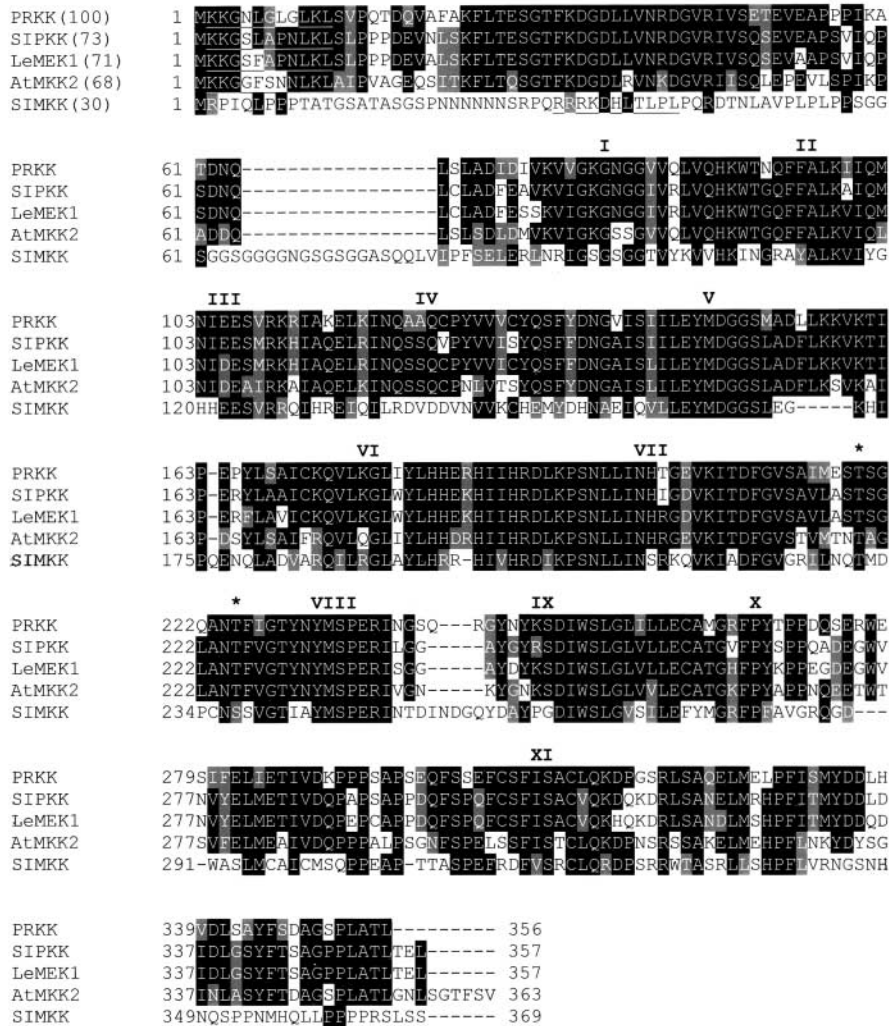 PRKK (100) 1 MKKGNLGLGLKLSVPQTDQVAFAKFLTESGTFKDGDLLVNRDGVRIVSETEVEAPPPIKA
SIPKK (73) 1 MKKGSLAPNLKLSLPPPDEVNLSKFLTESGTFKDGDLLVNRDGVRIVSQSEVEAPSVIQP
LeMEK1 (71) 1 MKKGSFAPNLKLSLPPPDEVALSKFLTESGTFKDGDLLVNRDGVRIVSQSEVAAPSVIQP
AtMKK2 (68) 1 MKKGGFSNNLKLAIPVAGEQSITKFLTQSGTFKDGDLRVNKDGVRIISQLEPEVLSPIKP
SIMKK (30) 1 MRPIQLPPPTATGSATASGSPNNNNNNSRPQRRRKDHLTLPLPQRDTNLAVPLPLPPSGG
I II
PRKK 61 TDNQ------------------LSLADIDIVKVVGKGNGGVVQLVQHKWTNQFFALKIIQM
SIPKK 61 SDNQ------------------LCLADFEAVKVIGKGNGGIVRLVQHKWTGQFFALKAIQM
LeMEK1 61 SDNQ------------------LCLADFESSKVIGKGNGGIVRLVQHKWTGQFFALKVIQM
AtMKK2 61 ADDQ------------------LSLSDLDMVKVIGKGSSGVVQLVQHKWTGQFFALKVIQL
SIMKK 61 SGGSGGGGNGSGSGGASQQLVIPFSELERLNRIGSGSGGTVYKVVHKINGRAYALKVIYG
III IV V
PRKK 103 NIEESVRKRIAKELKINQAAQCPYVVVCYQSFYDNGVISIILEYMDGGSMADLLKKVKTI
SIPKK 103 NIEESMRKHIAQELRINQSSQVPYVVISYQSFFDNGAISLILEYMDGGSLADFLKKVKTI
LeMEK1 103 NIDESMRKHIAQELRINQSSQCPYVVICYQSFFDNGAISLILEYMDGGSLADFLKKVKTI
AtMKK2 103 NIDEAIRKAIAQELKINQSSQCPNLVTSYQSFYDNGAISLILEYMDGGSLADFLKSVKAI
SIMKK 120 HHEESVRRQIHREIQILRDVDDVNVVKCHEMYDHNAEIQVLLEYMDGGSLEG-----KHI
VI VII *
PRKK 163 P-EPYLSAICKQVLKGLIYLHHERHIIHRDLKPSNLLINHTGEVKITDFGVSAIMESTSG
SIPKK 163 P-ERYLAAICKQVLKGLWYLHHEKHIIHRDLKPSNLLINHIGDVKITDFGVSAVLASTSG
LeMEK1 163 P-ERFLAVICKQVLKGLWYLHHEKHIIHRDLKPSNLLINHRGDVKITDFGVSAVLASTSG
AtMKK2 163 P-DSYLSAIFRQVLQGLIYLHHDRHIIHRDLKPSNLLINHRGEVKITDFGVSTVMTNTAG
SIMKK 175 PQENQLADVARQILRGLAYLHRR-HIVHRDIKPSNLLINSRKQVKIADFGVGRILNQTMD
* VIII IX X
PRKK 222 QANTFIGTYNYMSPERINGSQ---RGYNYKSDIWSLGLILLECAMGRFPYTPPDQSERWE
SIPKK 222 LANTFVGTYNYMSPERILGG-----AYGYRSDIWSLGLVLLECATGVFPYSPPQADEGWV
LeMEK1 222 LANTFVGTYNYMSPERISGG-----AYDYKSDIWSLGLVLLECATGHFPYKPPEGDEGWV
AtMKK2 222 LANTFVGTYNYMSPERIVGN-----KYGNKSDIWSLGLVVLECATGKFPYAPPNQEETWT
SIMKK 234 PCNSSVGTIAYMSPERINTDINDGQYDAYPGDIWSLGVSILEFYMGRFPFAVGRQGD---
XI
PRKK 279 SIFELIETIVDKPPPSAPSEQFSSEFCSFISACLQKDPGSRLSAQELMELPFISMYDDLH
SIPKK 277 NVYELMETIVDQPAPSAPPDQFSPQFCSFISACVQKDQKDRLSANELMRHPFITMYDDLD
LeMEK1 277 NVYELMETIVDQPEPCAPPDQFSPQFCSFISACVQKHQKDRLSANDLMSHPFITMYDDQD
AtMKK2 277 SVFELMEAIVDQPPPALPSGNFSPELSSFISTCLQKDPNSRSSAKELMEHPFLNKYDYSG
SIMKK 291 -WASLMCAICMSQPPEAP-TTASPEFRDFVSRCLQRDPSRRWTASRLLSHPFLVRNGSNH
PRKK 339 VDLSAYFSDAGSPLATL--------- 356
SIPKK 337 IDLGSYFTSAGPPLATLTEL------ 357
LeMEK1 337 IDLGSYFTSAGPPLATLTEL------ 357
AtMKK2 337 INLASYFTDAGSPLATLGNLSGTFSV 363
SIMKK 349 NQSPPNMHQLLPPPPRSLSS------ 369